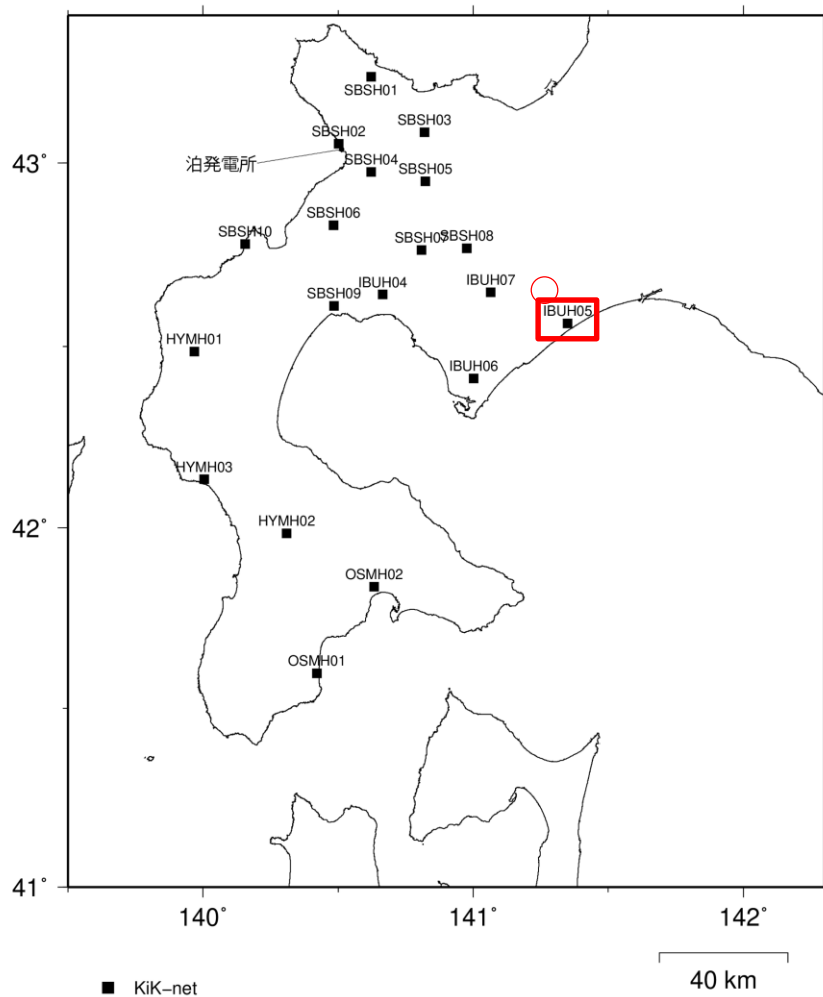 SBSH01
SBSH03
SBSH02
43°
泊発電所
SBSH04
SBSH05
SBSH06
SBSH10
SBSH07
SBSH08
IBUH04
IBUH07
SBSH09
IBUH05
HYMH01
IBUH06
HYMH03
42°
HYMH02
OSMH02
OSMH01
41°
140°
141°
142°
KiK-net
40 km